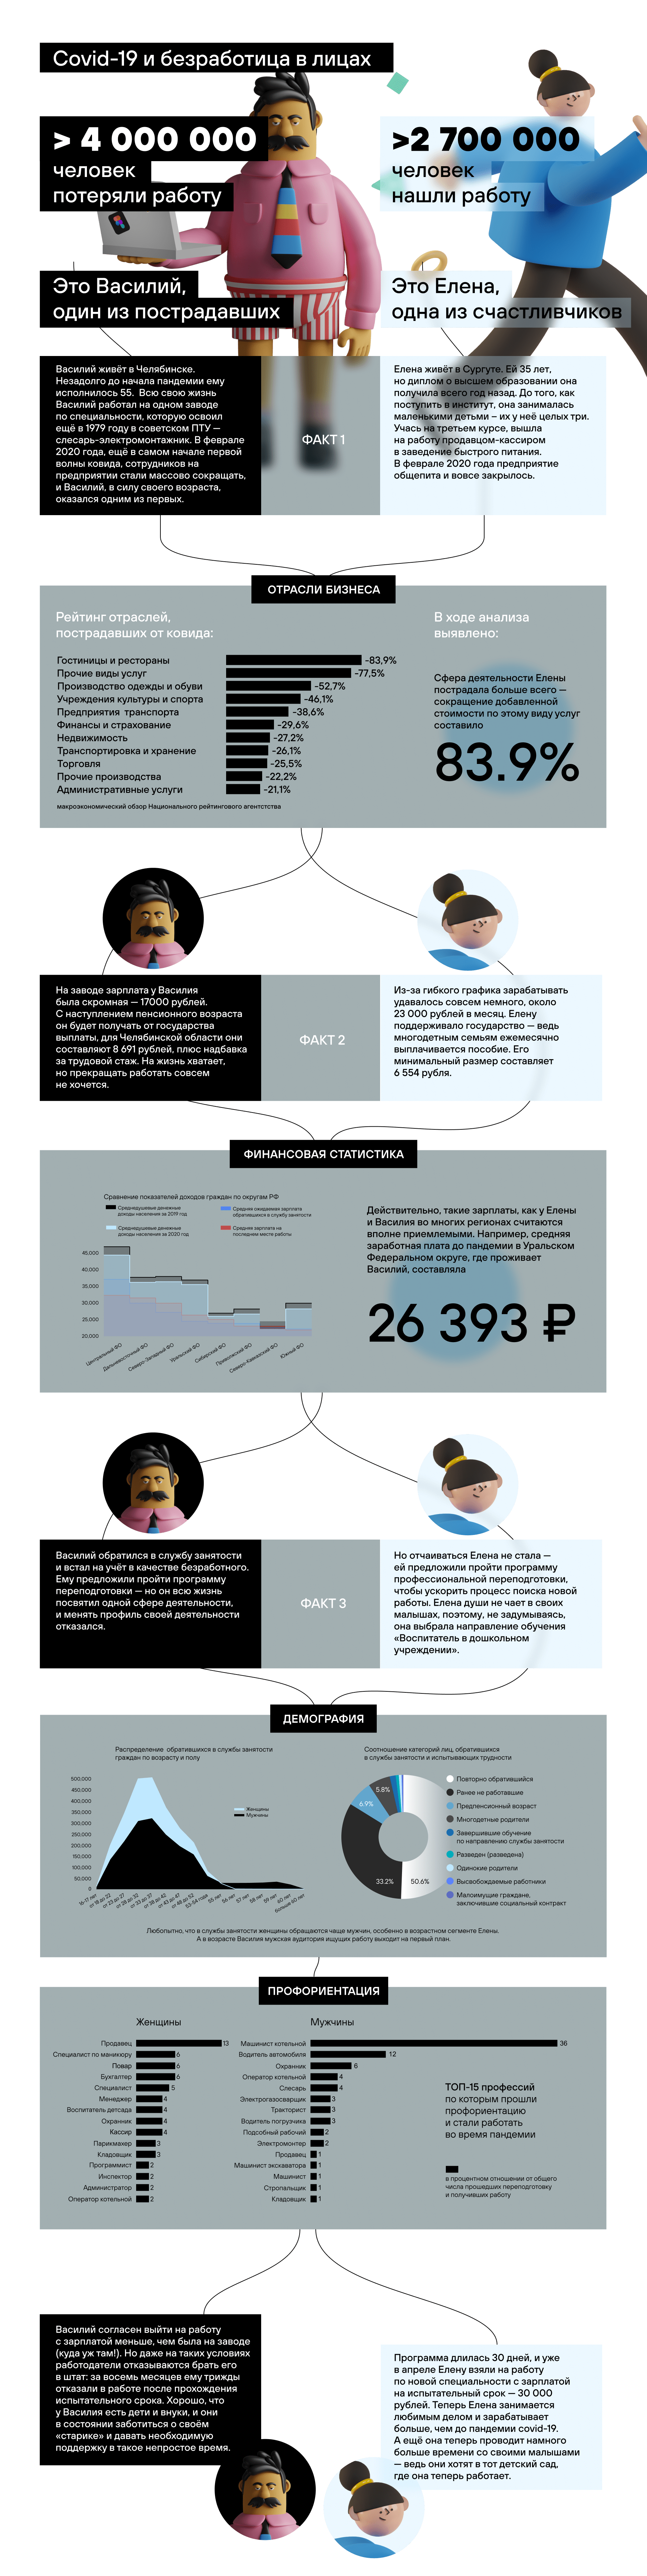 Covid-19 и безработица в лицах
> 4 000 000
человек
потеряли работу
>2 700 000
человек
нашли работу
Это Василий,
один из пострадавших
Это Елена,
одна из счастливчиков
Василий живёт в Челябинске.
Незадолго до начала пандемии ему
исполнилось 55. Всю свою жизнь
Василий работал на одном заводе
по специальности, которую освоил
ещё в 1979 году в советском ПТУ —
слесарь-электромонтажник. В феврале
2020 года, ещё в самом начале первой
волны ковида, сотрудников на
предприятии стали массово сокращать,
и Василий, в силу своего возраста,
оказался одним из первых.
ФАКТ 1
Елена живёт в Сургуте. Ей 35 лет,
но диплом о высшем образовании она
получила всего год назад. До того, как
поступить в институт, она занималась
маленькими детьми – их у неё целых три.
Учась на третьем курсе, вышла
на работу продавцом-кассиром
в заведение быстрого питания.
В феврале 2020 года предприятие
общепита и вовсе закрылось.
ОТРАСЛИ БИЗНЕСА
Рейтинг отраслей,
пострадавших от ковида:
Гостиницы и рестораны -83,9%
Прочие виды услуг -77,5%
Производство одежды и обуви -52,7%
Учреждения культуры и спорта -46,1%
Предприятия транспорта -38,6%
Финансы и страхование -29,6%
Недвижимость -27,2%
Транспортировка и хранение -26,1%
Торговля -25,5%
Прочие производства -22,2%
Административные услуги -21,1%
макроэкономический обзор Национального рейтингового агентстства
В ходе анализа
выявлено:
Сфера деятельности Елены
пострадала больше всего —
сокращение добавленной
стоимости по этому виду услуг
составило
83.9%
На заводе зарплата у Василия
была скромная — 17000 рублей.
С наступлением пенсионного возраста
он будет получать от государства
выплаты, для Челябинской области они
составляют 8 691 рублей, плюс надбавка
за трудовой стаж. На жизнь хватает,
но прекращать работать совсем
не хочется.
ФАКТ 2
Из-за гибкого графика зарабатывать
удавалось совсем немного, около
23 000 рублей в месяц. Елену
поддерживало государство — ведь
многодетным семьям ежемесячно
выплачивается пособие. Его
минимальный размер составляет
6 554 рубля.
ФИНАНСОВАЯ СТАТИСТИКА
Сравнение показателей доходов граждан по округам РФ
Среднедушевые денежные
доходы населения за 2019 год
Средняя ожидаемая зарплата
обратившихся в службу занятости
Среднедушевые денежные
доходы населения за 2020 год
Средняя зарплата на
последнем месте работы
45,000
40,000
35,000
30,000
25,000
20,000
Центральный ФО
Дальневосточный ФО
Северо-Западный ФО
Уральский ФО
Сибирский ФО
Приволжский ФО
Северо-Кавказский ФО
Южный ФО
Действительно, такие зарплаты, как у Елены
и Василия во многих регионах считаются
вполне приемлемыми. Например, средняя
заработная плата до пандемии в Уральском
Федеральном округе, где проживает
Василий, составляла
26 393 ₽
Василий обратился в службу занятости
и встал на учёт в качестве безработного.
Ему предложили пройти программу
переподготовки — но он всю жизнь
посвятил одной сфере деятельности,
и менять профиль своей деятельности
отказался.
ФАКТ 3
Но отчаиваться Елена не стала —
ей предложили пройти программу
профессиональной переподготовки,
чтобы ускорить процесс поиска новой
работы. Елена души не чает в своих
малышах, поэтому, не задумываясь,
она выбрала направление обучения
«Воспитатель в дошкольном
учреждении».
ДЕМОГРАФИЯ
Распределение обратившихся в службы занятости
граждан по возрасту и полу
500,000
450,000
400,000
350,000
300,000
250,000
200,000
150,000
100,000
50,000
0
Женщины
Мужчины
16-17 лет
от 18 до 22
от 23 до 27
от 28 до 32
от 33 до 37
от 38 до 42
от 43 до 47
от 48 до 52
53-54 года
55 лет
56 лет
57 лет
58 лет
59 лет
60 лет
больше 60 лет
Соотношение категорий лиц, обратившихся
в службы занятости и испытывающих трудности
5.8%
6.9%
33.2%
50.6%
Повторно обратившийся
Ранее не работавшие
Предпенсионный возраст
Многодетные родители
Завершившие обучение
по направлению службы занятости
Разведен (разведена)
Одинокие родители
Высвобождаемые работники
Малоимущие граждане,
заключившие социальный контракт
Любопытно, что в службы занятости женщины обращаются чаще мужчин, особенно в возрастном сегменте Елены.
А в возрасте Василия мужская аудитория ищущих работу выходит на первый план.
ПРОФОРИЕНТАЦИЯ
Женщины
Продавец 13
Специалист по маникюру 6
Повар 6
Бухгалтер 6
Специалист 5
Менеджер 4
Воспитатель детсада 4
Охранник 4
Кассир 4
Парикмахер 3
Кладовщик 3
Программист 2
Инспектор 2
Администратор 2
Оператор котельной 2
Мужчины
Машинист котельной 36
Водитель автомобиля 12
Охранник 6
Оператор котельной 4
Слесарь 4
Электрогазосварщик 3
Тракторист 3
Водитель погрузчика 3
Подсобный рабочий 2
Электромонтер 2
Продавец 1
Машинист экскаватора 1
Машинист 1
Стропальщик 1
Кладовщик 1
ТОП-15 профессий
по которым прошли
профориентацию
и стали работать
во время пандемии
в процентном отношении от общего
числа прошедших переподготовку
и получивших работу
Василий согласен выйти на работу
с зарплатой меньше, чем была на заводе
(куда уж там!). Но даже на таких условиях
работодатели отказываются брать его
в штат: за восемь месяцев ему трижды
отказали в работе после прохождения
испытательного срока. Хорошо, что
у Василия есть дети и внуки, и они
в состоянии заботиться о своём
«старике» и давать необходимую
поддержку в такое непростое время.
Программа длилась 30 дней, и уже
в апреле Елену взяли на работу
по новой специальности с зарплатой
на испытательный срок — 30 000
рублей. Теперь Елена занимается
любимым делом и зарабатывает
больше, чем до пандемии covid-19.
А ещё она теперь проводит намного
больше времени со своими малышами
— ведь они хотят в тот детский сад,
где она теперь работает.